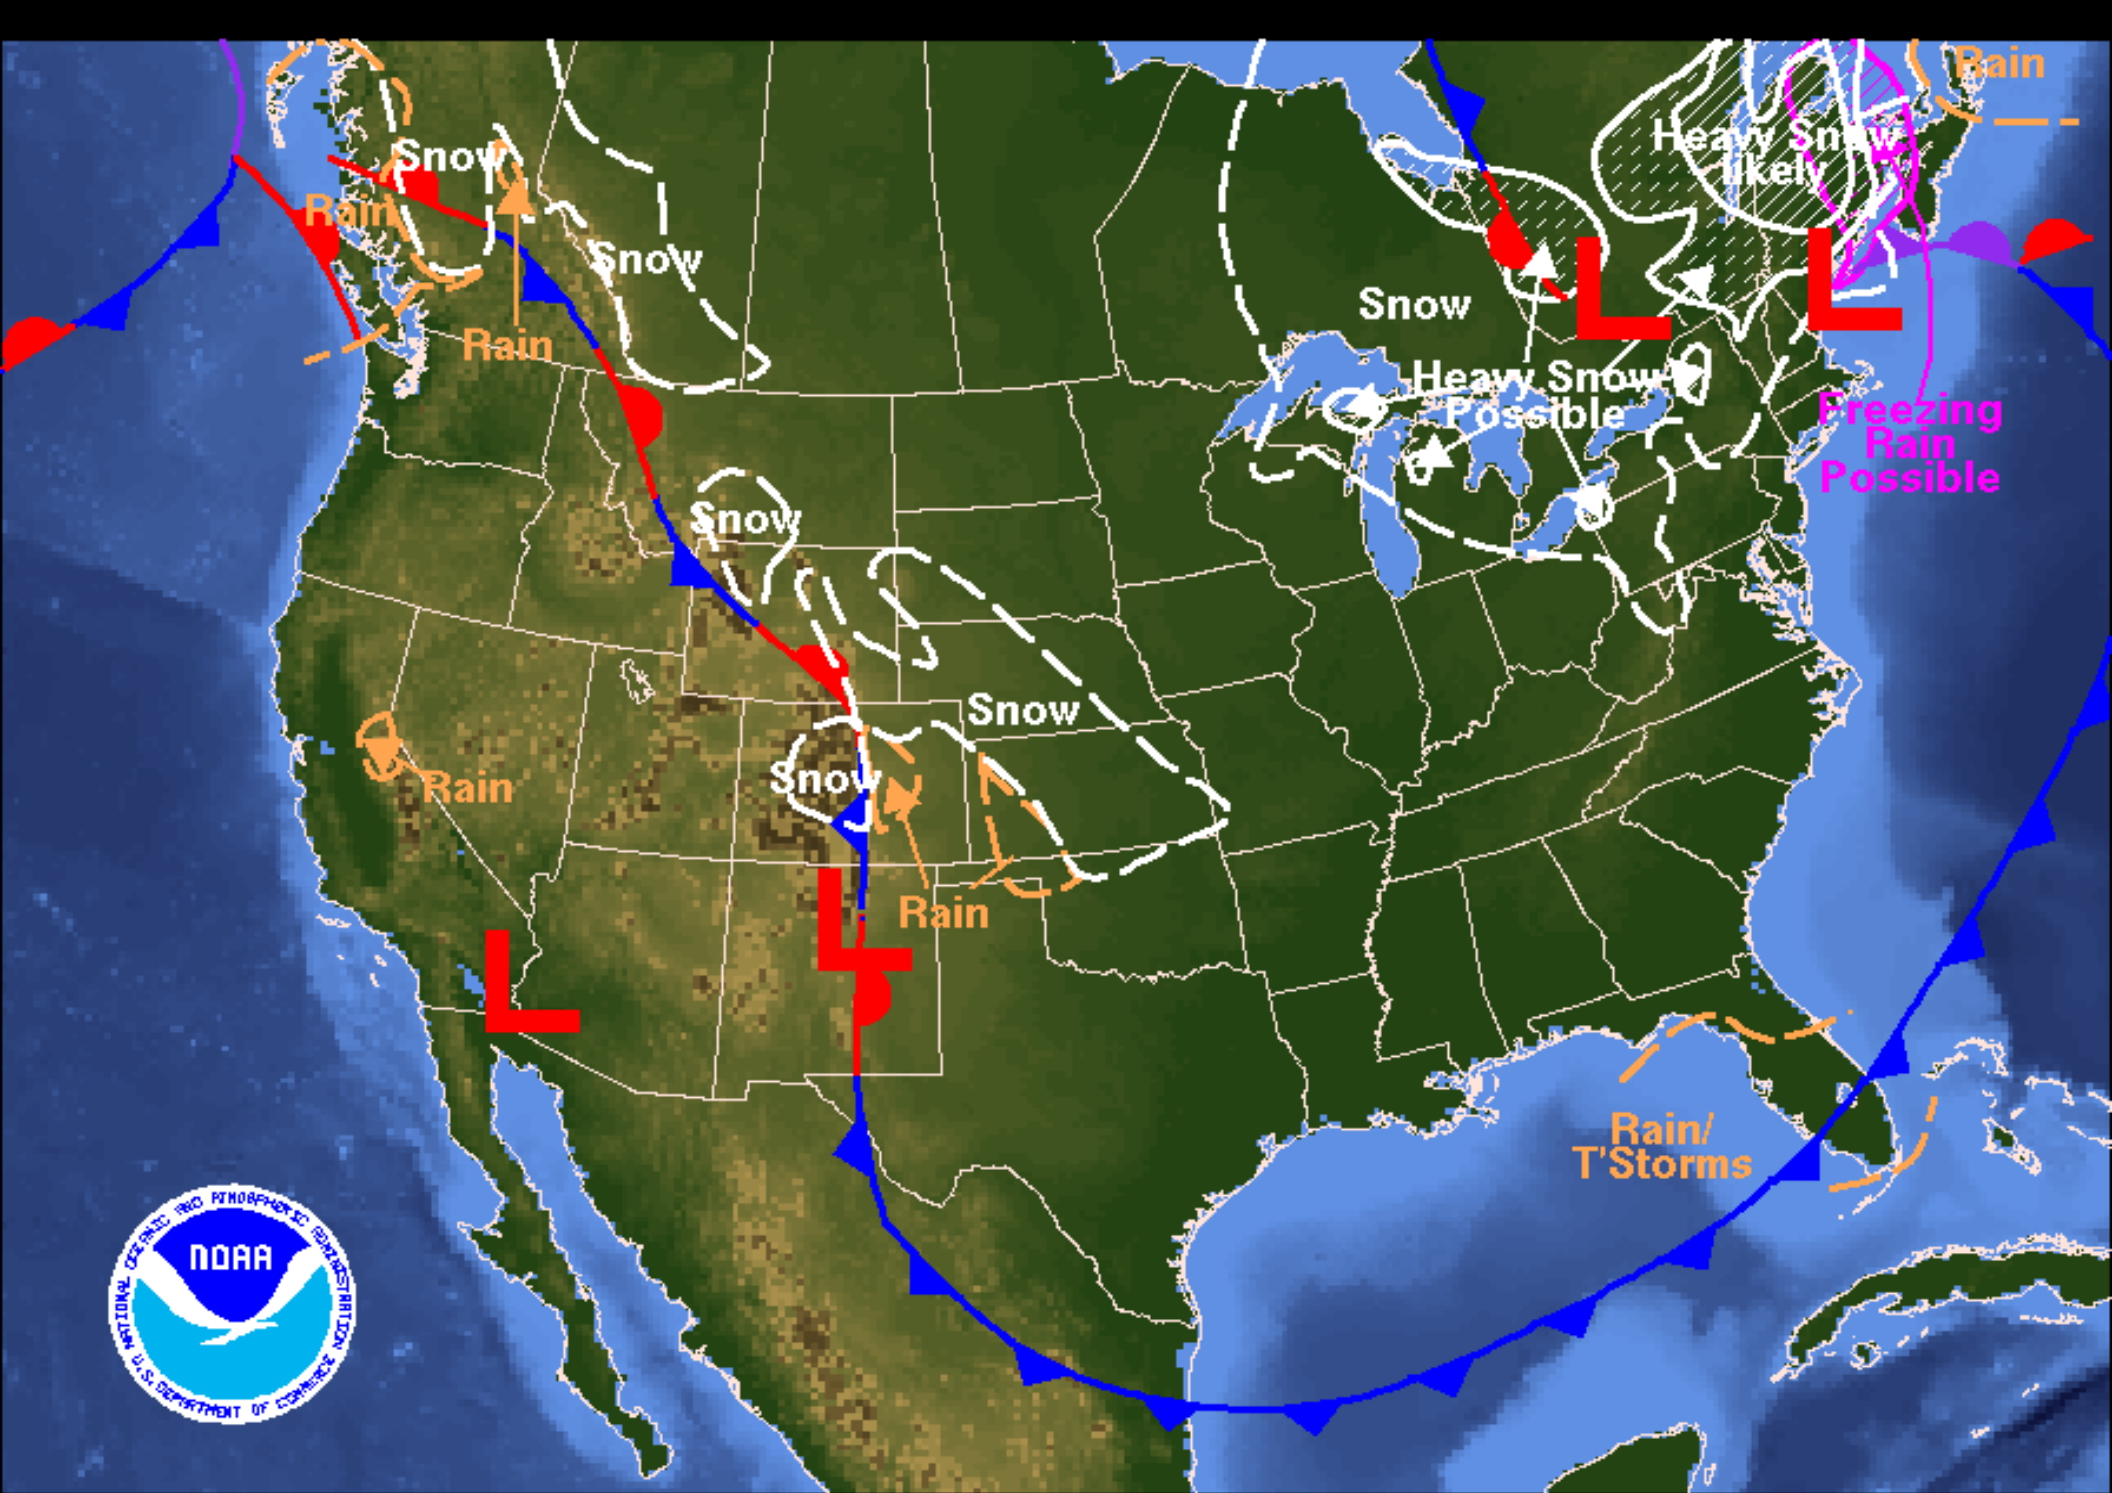 Rain
Heavy Snow
Likely
Snow
Rain
Snow
Snow
Rain
Heavy Snow
Possible
Freezing
Rain
Possible
Snow
Snow
Snow
Rain
Rain
L
L
L
L
Rain/
T'Storms
NOAA
NATIONAL OCEANIC AND ATMOSPHERIC ADMINISTRATION
U.S. DEPARTMENT OF COMMERCE